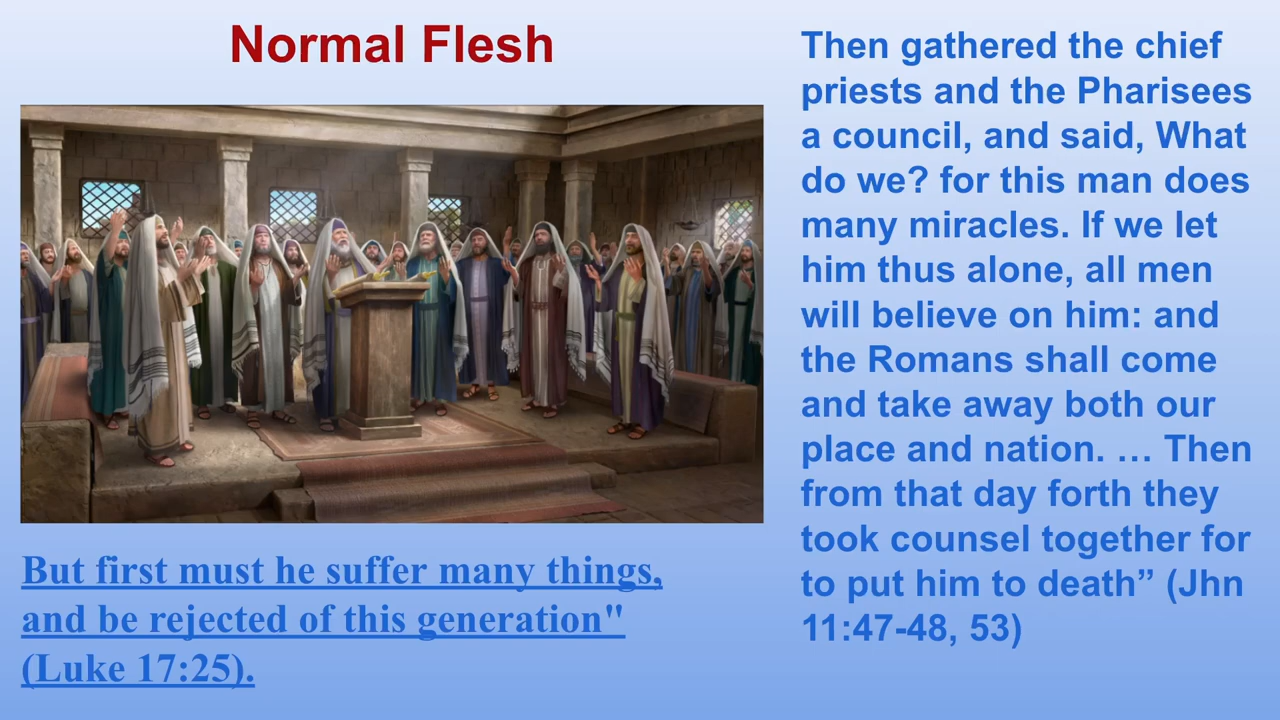 Normal Flesh
But first must he suffer many things,
and be rejected of this generation"
(Luke 17:25).
Then gathered the chief
priests and the Pharisees
a council, and said, What
do we? for this man does
many miracles. If we let
him thus alone, all men
will believe on him: and
the Romans shall come
and take away both our
place and nation. … Then
from that day forth they
took counsel together for
to put him to death” (Jhn
11:47-48, 53)